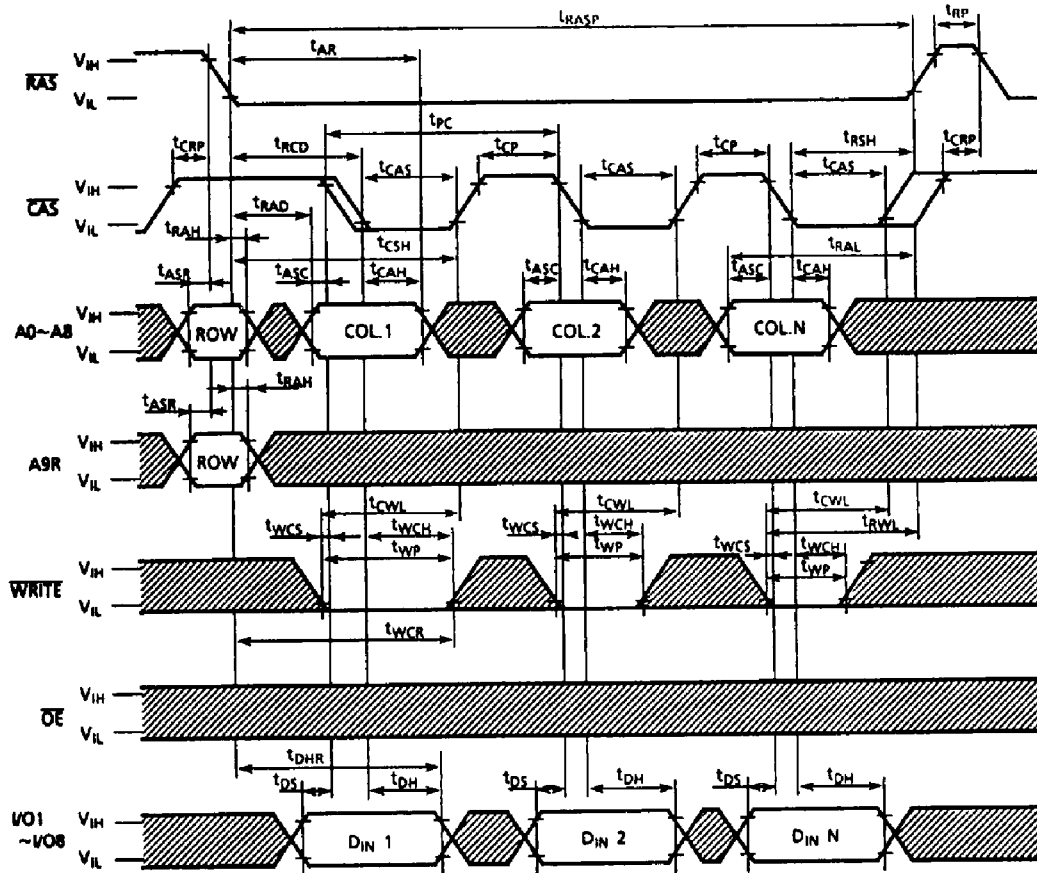 tRASP
tRP
tAR
VIH
RAS
VIL
tPC
tCRP
tRCD
tCP
tCP
tRSH
tCRP
tCAS
tCAS
tCAS
VIH
CAS
VIL
tRAD
tRAH
tCSH
tRAL
tASR
tASC
tCAH
tASC
tCAH
tASC
tCAH
VIH
A0~A8
VIL
ROW
COL.1
COL.2
COL.N
tRAH
tASR
VIH
A9R
VIL
ROW
tCWL
tCWL
tCWL
tWCS
tWCH
tWCS
tWCH
tRWL
tWCS
tWCH
tWP
tWP
tWP
VIH
WRITE
VIL
tWCR
VIH
OE
VIL
tDHR
tDS
tDH
tDS
tDH
tDS
tDH
I/O1
~I/O8
VIH
VIL
DIN 1
DIN 2
DIN N